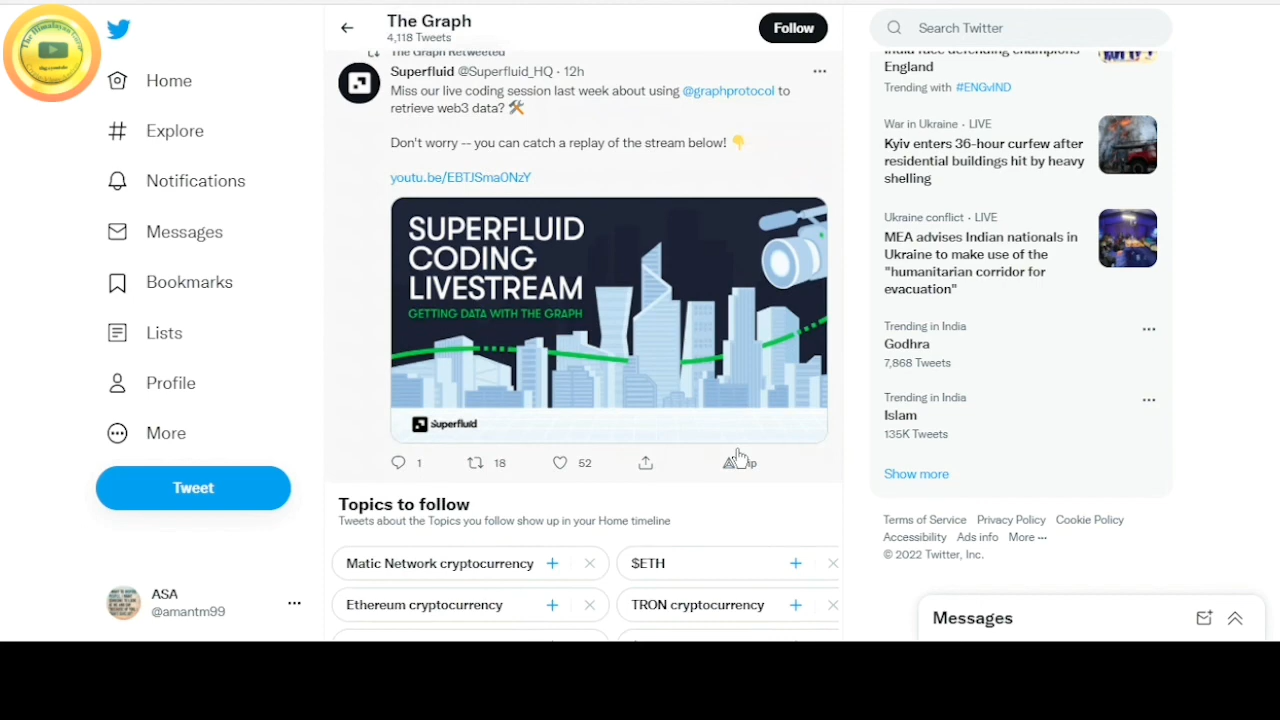 The Himalayan Guru
Home
Explore
Notifications
Messages
Bookmarks
Lists
Profile
More
Tweet
ASA
@amantm99
The Graph
4,118 Tweets
Follow
The Graph Retweeted
Superfluid @Superfluid_HQ · 12h
Miss our live coding session last week about using @graphprotocol to
retrieve web3 data? 🛠
Don't worry -- you can catch a replay of the stream below! 👇
youtu.be/EBTJSma0NzY
SUPERFLUID
CODING
LIVESTREAM
GETTING DATA WITH THE GRAPH
Superfluid
1
18
52
Topics to follow
Tweets about the Topics you follow show up in your Home timeline
Matic Network cryptocurrency
$ETH
Ethereum cryptocurrency
TRON cryptocurrency
Search Twitter
India face defending champions
England
Trending with #ENGvIND
War in Ukraine · LIVE
Kyiv enters 36-hour curfew after
residential buildings hit by heavy
shelling
Ukraine conflict · LIVE
MEA advises Indian nationals in
Ukraine to make use of the
"humanitarian corridor for
evacuation"
Trending in India
Godhra
7,868 Tweets
Trending in India
Islam
135K Tweets
Show more
Terms of Service Privacy Policy Cookie Policy
Accessibility Ads info More ···
© 2022 Twitter, Inc.
Messages